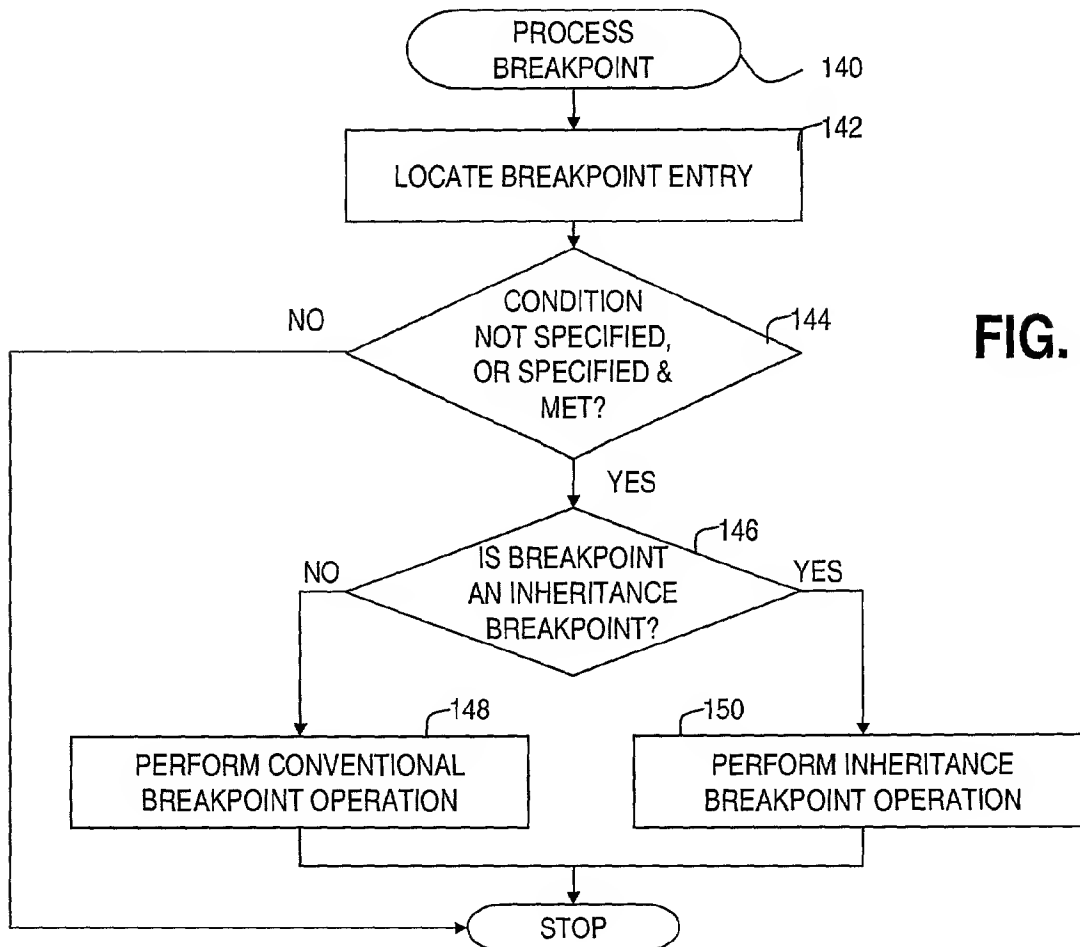 PROCESS
BREAKPOINT
140
142
LOCATE BREAKPOINT ENTRY
NO
CONDITION
NOT SPECIFIED,
OR SPECIFIED &
MET?
144
FIG.
YES
146
NO
IS BREAKPOINT
AN INHERITANCE
BREAKPOINT?
YES
148
150
PERFORM CONVENTIONAL
BREAKPOINT OPERATION
PERFORM INHERITANCE
BREAKPOINT OPERATION
STOP